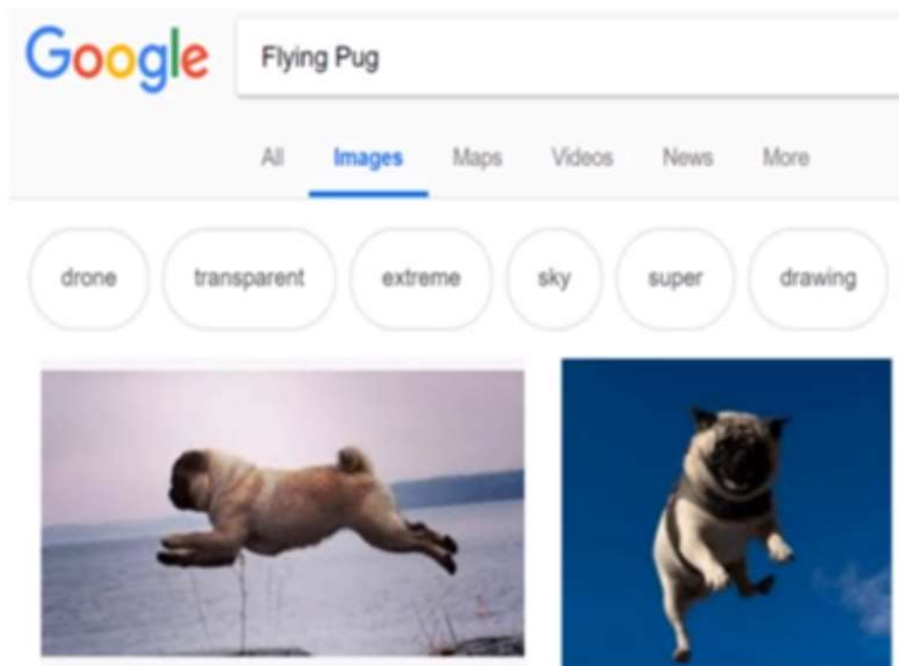 Google Flying Pug
All Images Maps Videos News More
drone transparent extreme sky super drawing